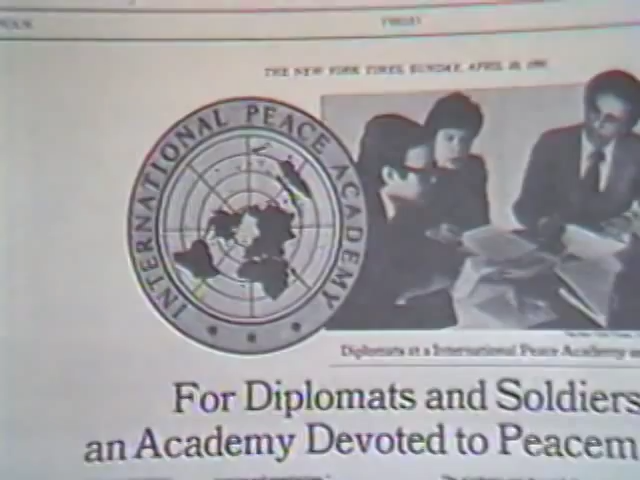 THE NEW YORK TIMES, SUNDAY, APRIL
INTERNATIONAL PEACE ACADEMY
Diplomats at a International Peace Academy
For Diplomats and Soldiers
an Academy Devoted to Peacem